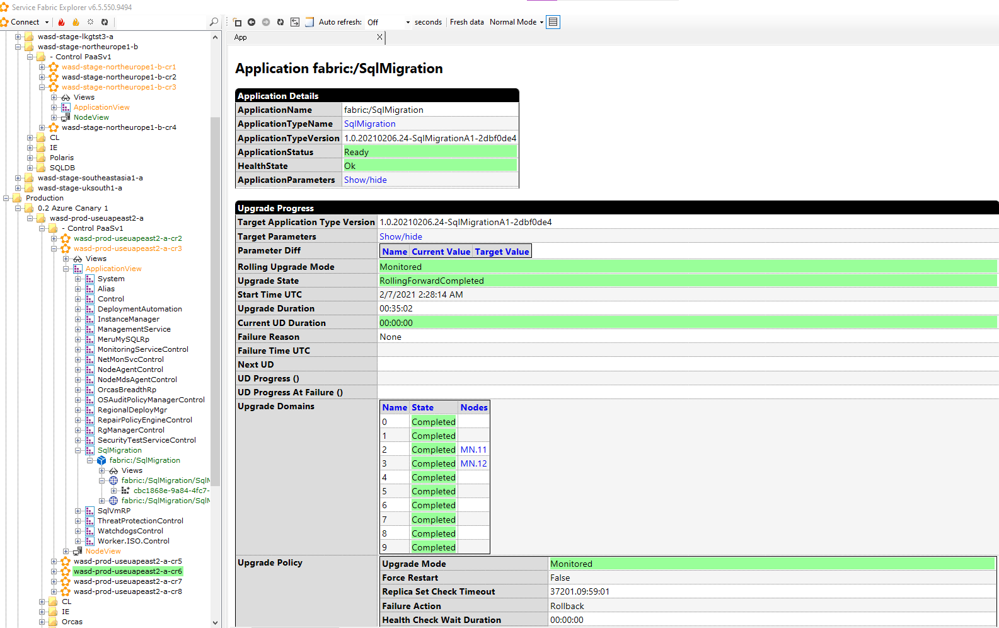 Service Fabric Explorer v6.5.550.9494
Connect
Auto refresh: Off seconds Fresh data Normal Mode
wasd-stage-lkgtst3-a
wasd-stage-northeurope1-b
- Control PaaSv1
wasd-stage-northeurope1-b-cr1
wasd-stage-northeurope1-b-cr2
wasd-stage-northeurope1-b-cr3
Views
ApplicationView
NodeView
wasd-stage-northeurope1-b-cr4
CL
IE
Polaris
SQLDB
wasd-stage-southeastasia1-a
wasd-stage-uksouth1-a
Production
0.2 Azure Canary 1
wasd-prod-useuapeast2-a
- Control PaaSv1
wasd-prod-useuapeast2-a-cr2
wasd-prod-useuapeast2-a-cr3
Views
ApplicationView
System
Alias
Control
DeploymentAutomation
InstanceManager
ManagementService
MeruMySQLRp
MonitoringServiceControl
NetMonSvcControl
NodeAgentControl
NodeMdsAgentControl
OrcasBreadthRp
OSAuditPolicyManagerControl
RegionalDeployMgr
RepairPolicyEngineControl
RgManagerControl
SecurityTestServiceControl
SqlMigration
fabric:/SqlMigration
Views
fabric:/SqlMigration/SqlM
cbc1868e-9a84-4fc7-
fabric:/SqlMigration/SqlM
SqlVmRP
ThreatProtectionControl
WatchdogsControl
Worker.ISO.Control
NodeView
wasd-prod-useuapeast2-a-cr5
wasd-prod-useuapeast2-a-cr6
wasd-prod-useuapeast2-a-cr7
wasd-prod-useuapeast2-a-cr8
CL
IE
Orcas
App X
Application fabric:/SqlMigration
Application Details
ApplicationName fabric:/SqlMigration
ApplicationTypeName SqlMigration
ApplicationTypeVersion 1.0.20210206.24-SqlMigrationA1-2dbf0de4
ApplicationStatus Ready
HealthState Ok
ApplicationParameters Show/hide
Upgrade Progress
Target Application Type Version 1.0.20210206.24-SqlMigrationA1-2dbf0de4
Target Parameters Show/hide
Parameter Diff Name Current Value Target Value
Rolling Upgrade Mode Monitored
Upgrade State RollingForwardCompleted
Start Time UTC 2/7/2021 2:28:14 AM
Upgrade Duration 00:35:02
Current UD Duration 00:00:00
Failure Reason None
Failure Time UTC
Next UD
UD Progress ()
UD Progress At Failure ()
Upgrade Domains Name State Nodes
0 Completed
1 Completed
2 Completed MN.11
3 Completed MN.12
4 Completed
5 Completed
6 Completed
7 Completed
8 Completed
9 Completed
Upgrade Policy Upgrade Mode Monitored
Force Restart False
Replica Set Check Timeout 37201.09:59:01
Failure Action Rollback
Health Check Wait Duration 00:00:00